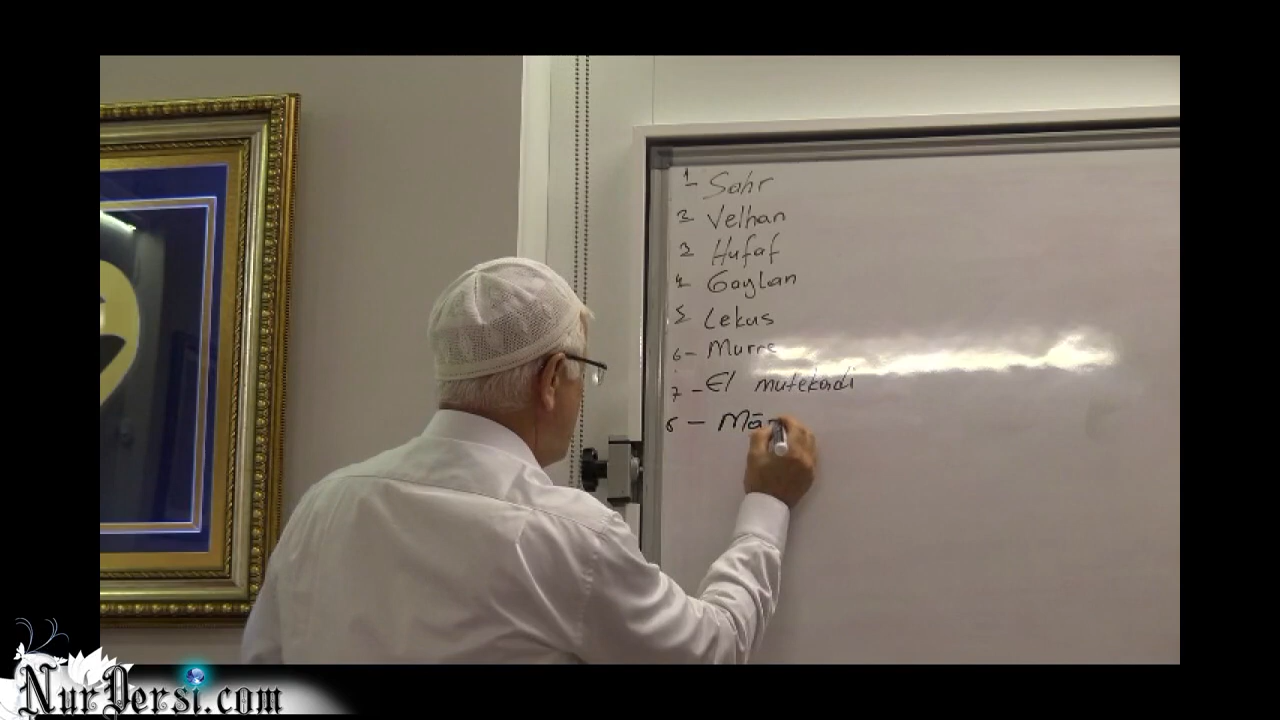 1- Sahr
2- Velhan
3 Hufaf
4 Gaylan
5 Lekus
6- Murre
7- El mutekadi
8- Mā
NurDersi.com